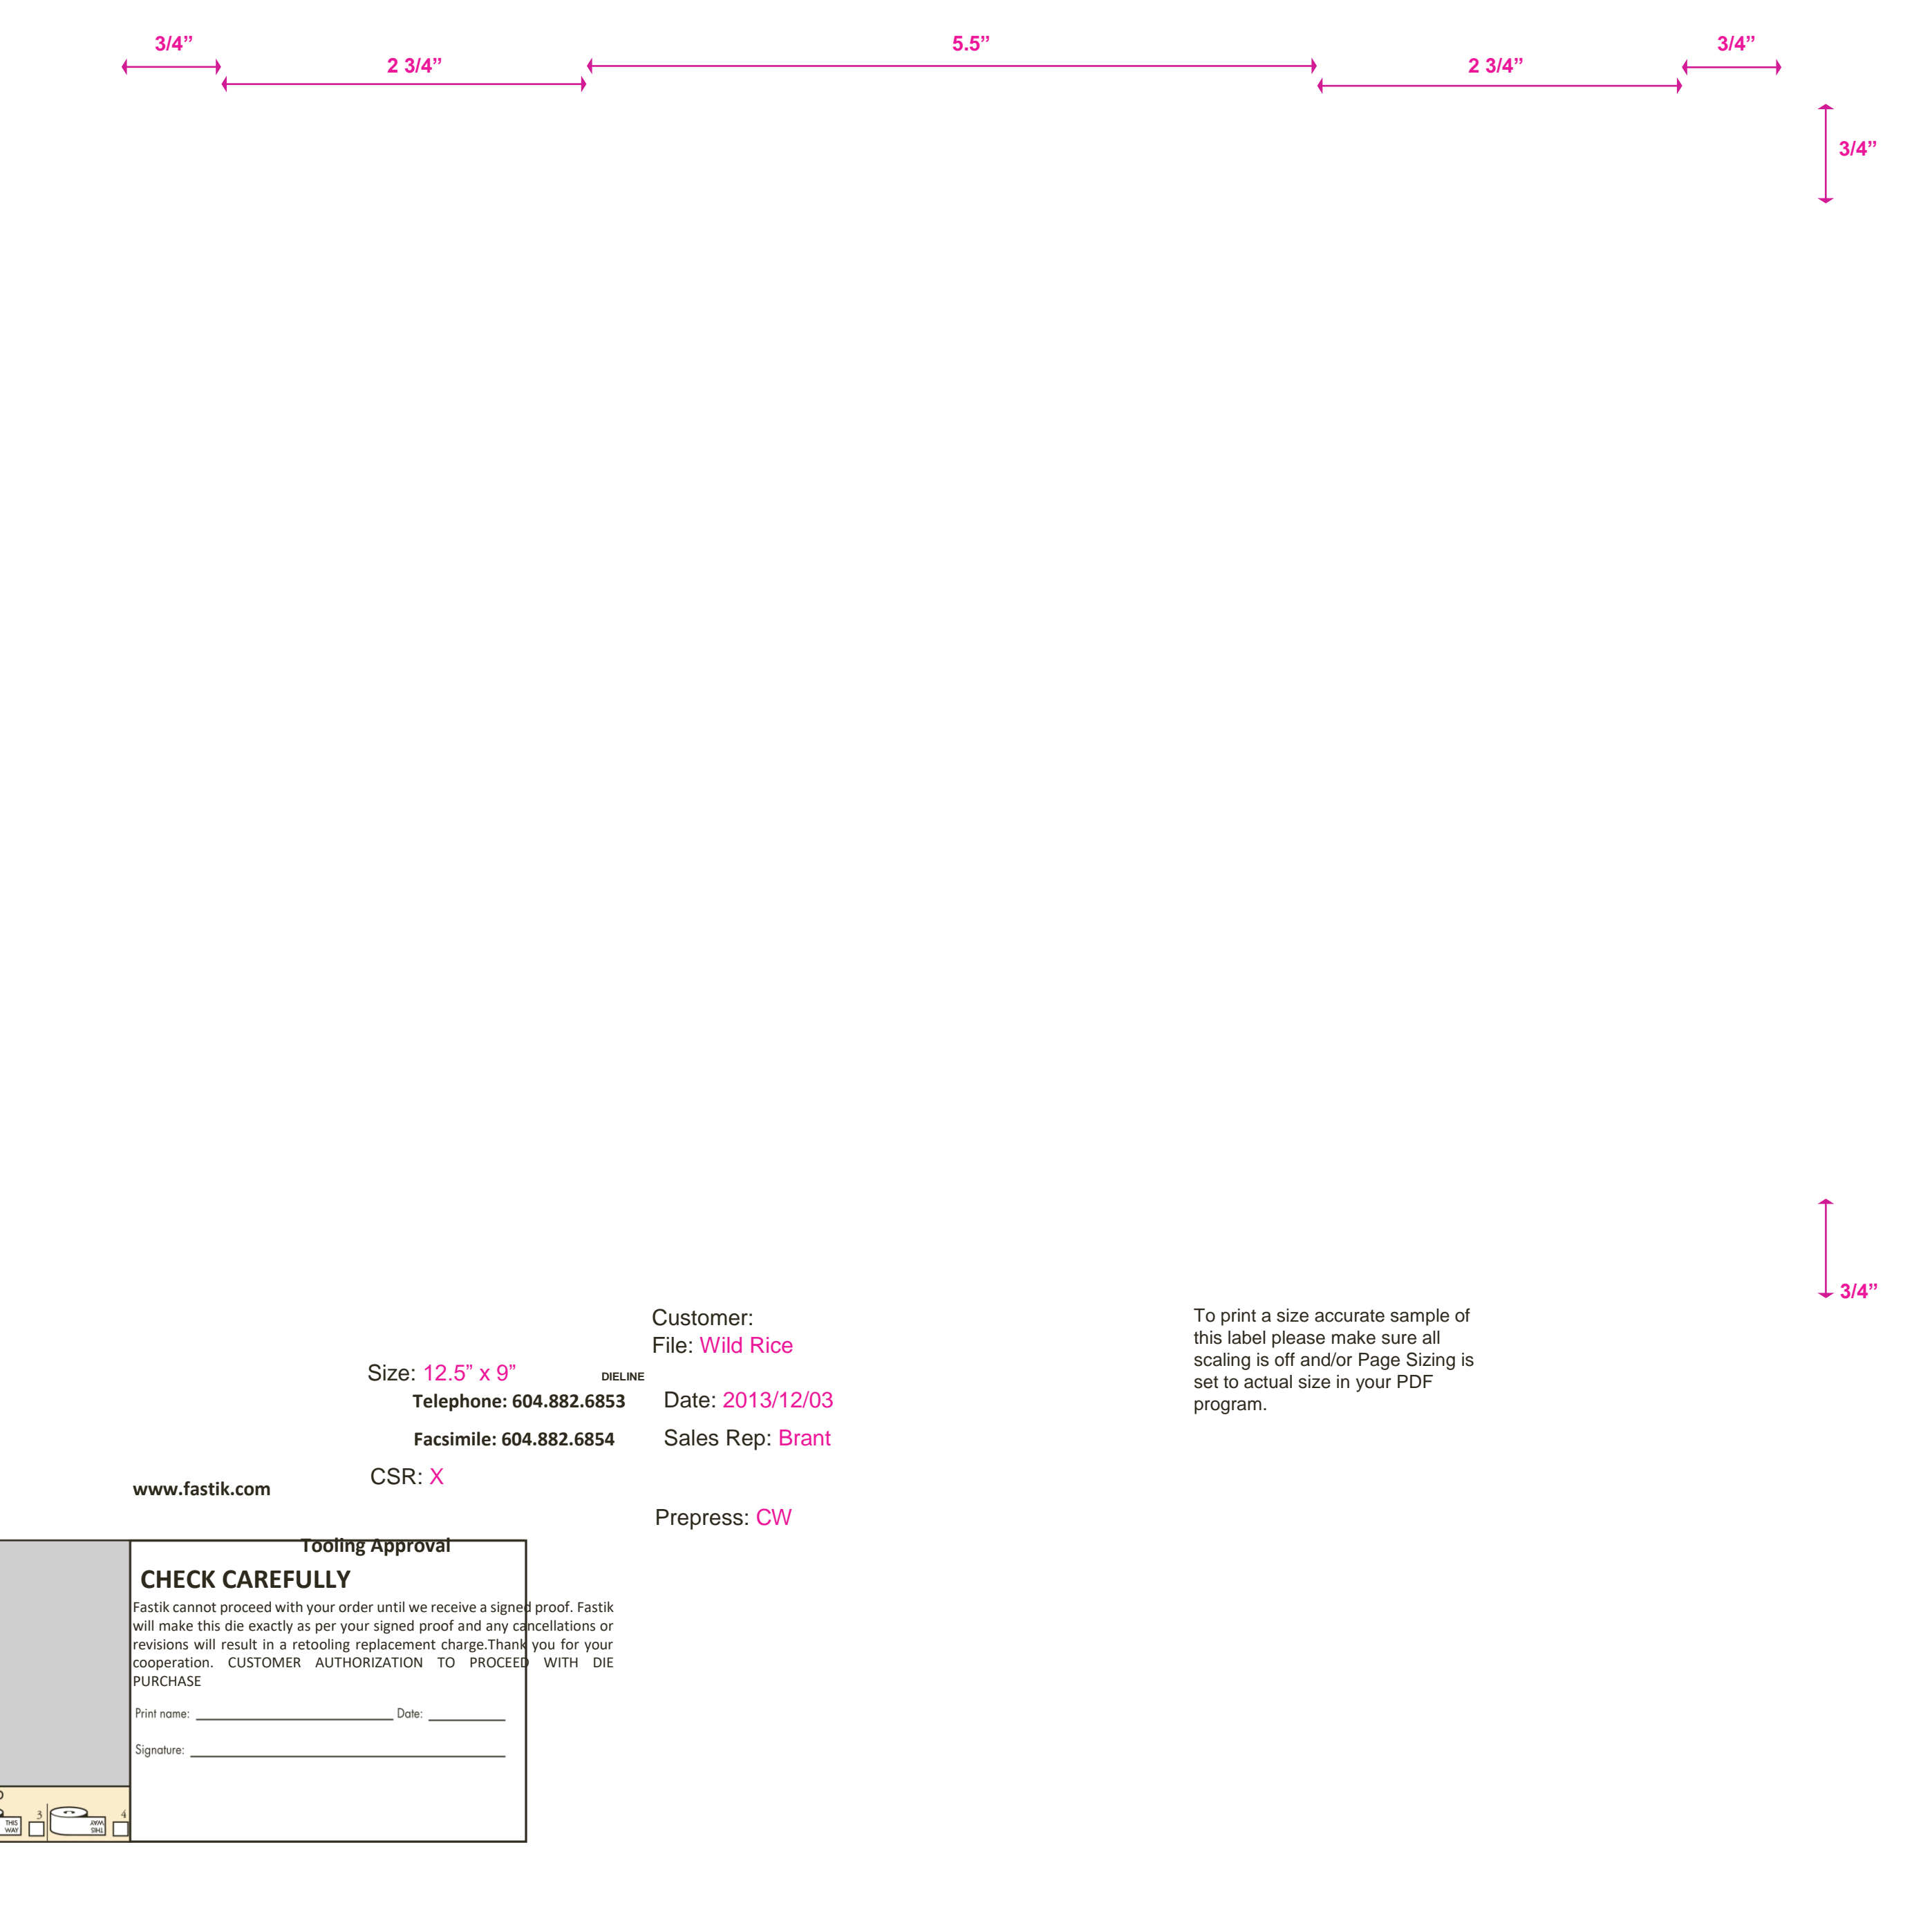 3/4” 5.5” 3/4”
2 3/4” 2 3/4”
3/4”
3/4”
Customer:
File: Wild Rice
Size: 12.5” x 9” DIELINE
Telephone: 604.882.6853 Date: 2013/12/03
Facsimile: 604.882.6854 Sales Rep: Brant
CSR: X
www.fastik.com
Prepress: CW
To print a size accurate sample of
this label please make sure all
scaling is off and/or Page Sizing is
set to actual size in your PDF
program.
Tooling Approval
CHECK CAREFULLY
Fastik cannot proceed with your order until we receive a signed proof. Fastik
will make this die exactly as per your signed proof and any cancellations or
revisions will result in a retooling replacement charge.Thank you for your
cooperation. CUSTOMER AUTHORIZATION TO PROCEED WITH DIE
PURCHASE
Print name: Date:
Signature:
THIS
WAY
3
THIS
WAY
4